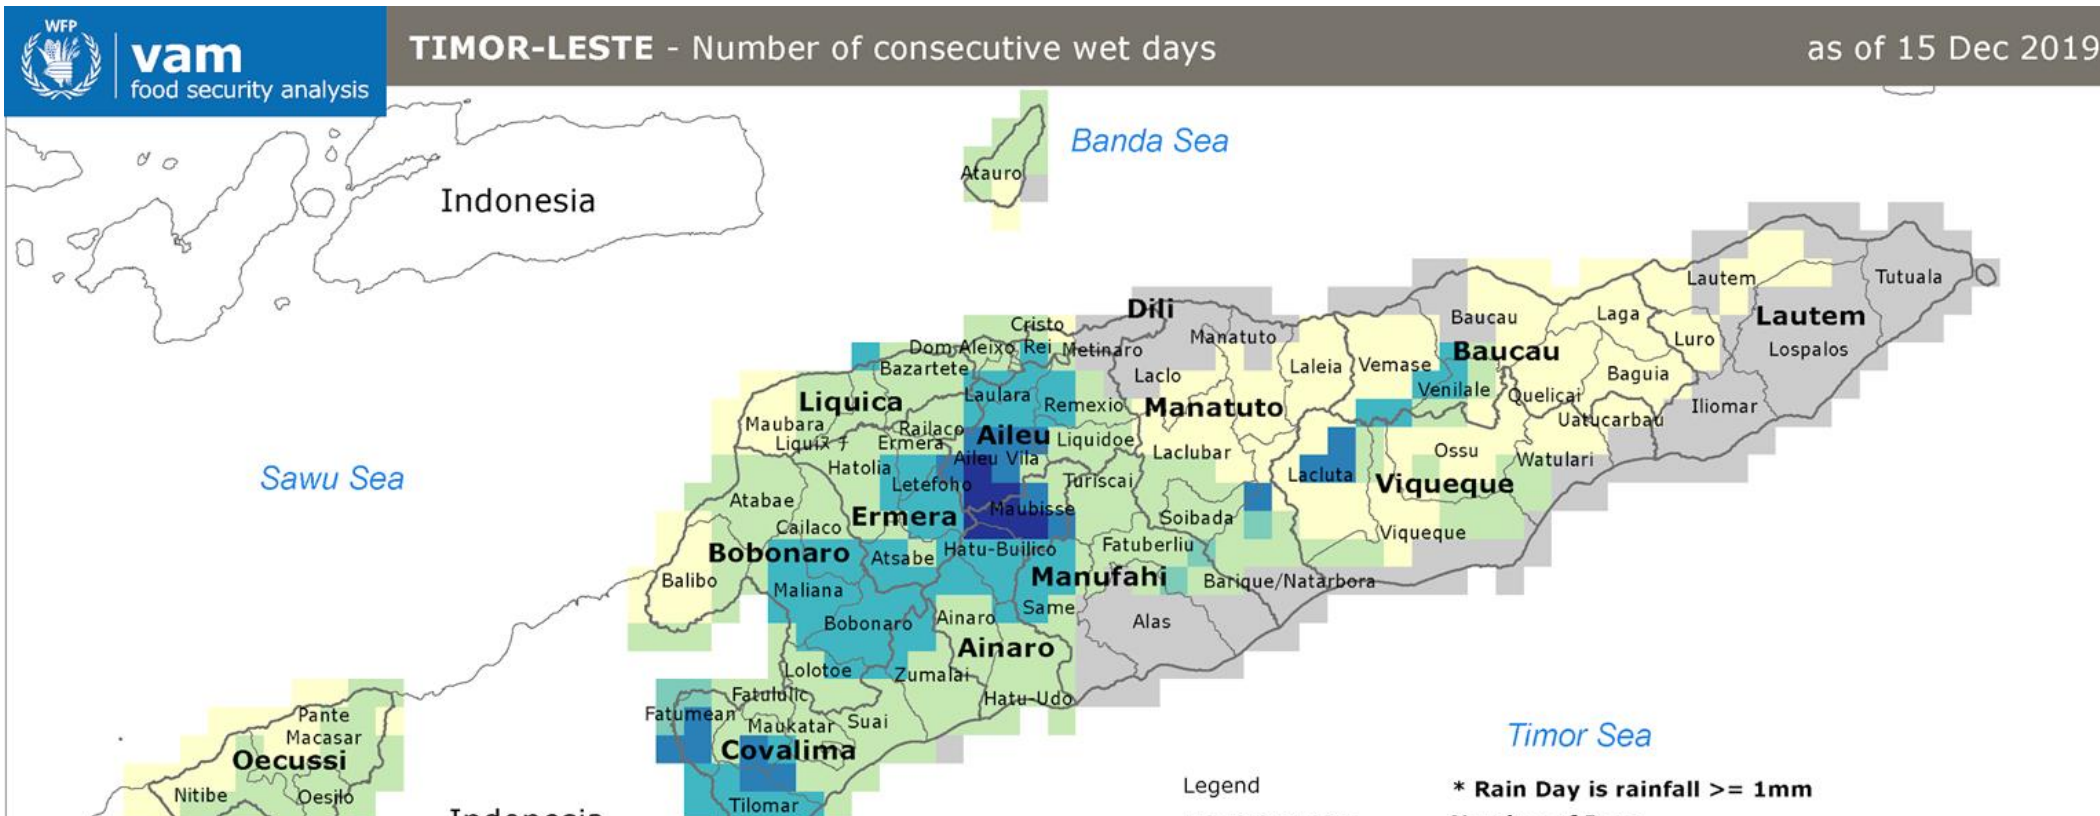 WFP
vam
food security analysis
TIMOR-LESTE - Number of consecutive wet days
as of 15 Dec 2019
Banda Sea
Indonesia
Atauro
Lautem
Tutuala
Dili
Cristo
Rei
Dom Aleixo
Metinaro
Manatuto
Baucau
Laga
Lautem
Luro
Lospalos
Bazartete
Laclo
Laleia
Vemase
Baucau
Baguia
Venilale
Quelicai
Iliomar
Liquica
Laulara
Remexio
Manatuto
Uatucarbau
Maubara
Railaco
Aileu
Liquidoe
Ermera
Laclubar
Ossu
Watulari
Sawu Sea
Hatolia
Aileu Vila
Lacluta
Viqueque
Letefoho
Turiscai
Atabae
Maubisse
Soibada
Cailaco
Ermera
Viqueque
Bobonaro
Atsabe
Hatu-Builico
Fatuberliu
Balibo
Maliana
Manufahi
Barique/Natarbora
Same
Bobonaro
Ainaro
Alas
Ainaro
Lolotoe
Zumalai
Fatululic
Hatu-Udo
Fatumean
Maukatar
Suai
Covalima
Timor Sea
Pante
Macasar
Oecussi
Nitibe
Oesilo
Tilomar
Legend
* Rain Day is rainfall >= 1mm